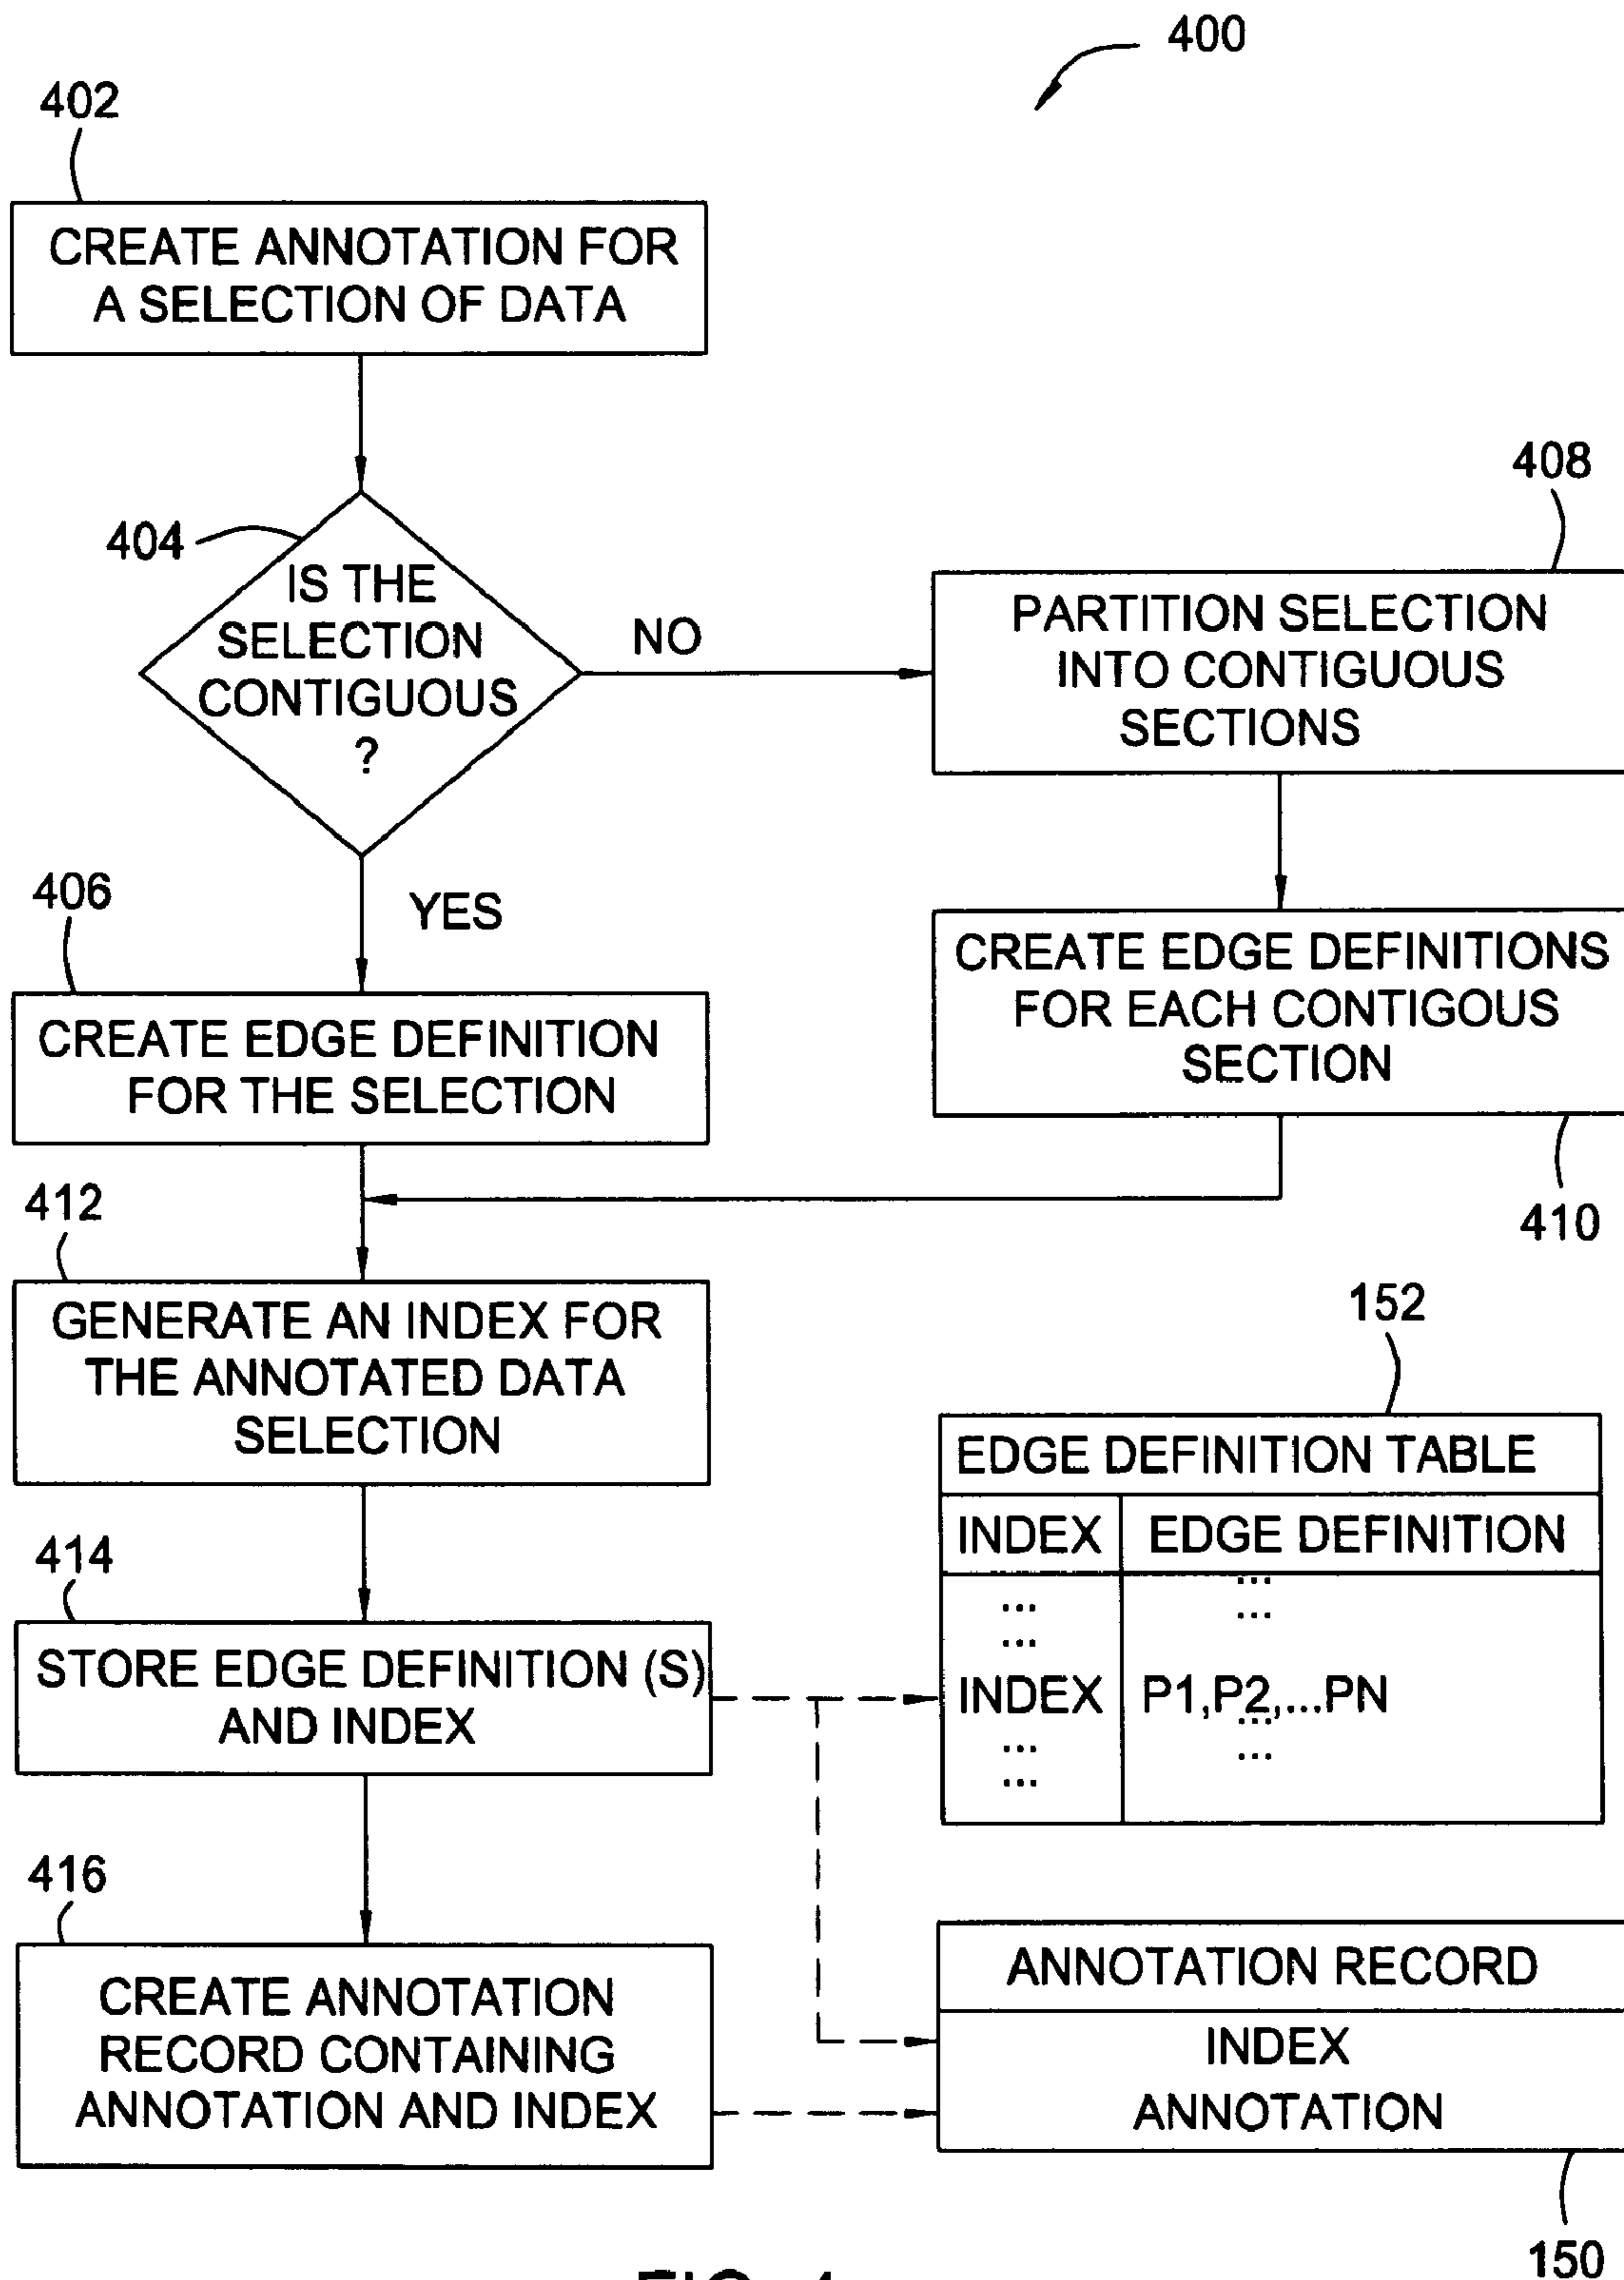 400
402
CREATE ANNOTATION FOR
A SELECTION OF DATA
404
IS THE
SELECTION
CONTIGUOUS
?
NO
YES
408
PARTITION SELECTION
INTO CONTIGUOUS
SECTIONS
CREATE EDGE DEFINITIONS
FOR EACH CONTIGOUS
SECTION
410
406
CREATE EDGE DEFINITION
FOR THE SELECTION
412
GENERATE AN INDEX FOR
THE ANNOTATED DATA
SELECTION
414
STORE EDGE DEFINITION (S)
AND INDEX
152
EDGE DEFINITION TABLE
INDEX EDGE DEFINITION
... ...
... ...
INDEX P1,P2,...PN
... ...
... ...
416
CREATE ANNOTATION
RECORD CONTAINING
ANNOTATION AND INDEX
ANNOTATION RECORD
INDEX
ANNOTATION
150